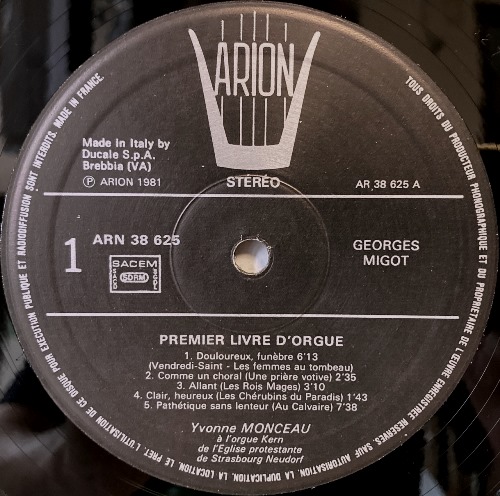 ARION
Made in Italy by
Ducale S.p.A.
Brebbia (VA)
Ⓟ ARION 1981
STÉRÉO
AR 38 625 A
1
ARN 38 625
SACEM
SACD SDRM SGDL
GEORGES
MIGOT
PREMIER LIVRE D'ORGUE
1. Douloureux, funèbre 6'13
(Vendredi-Saint - Les femmes au tombeau)
2. Comme un choral (Une prière votive) 2'35
3. Allant (Les Rois Mages) 3'10
4. Clair, heureux (Les Chérubins du Paradis) 1'43
5. Pathétique sans lenteur (Au Calvaire) 7'38
Yvonne MONCEAU
à l'orgue Kern
de l'Eglise protestante
de Strasbourg Neudorf
TOUS DROITS DU PRODUCTEUR PHONOGRAPHIQUE ET DU PROPRIETAIRE DE L'ŒUVRE ENREGISTREE RESERVES. SAUF AUTORISATION, LA DUPLICATION, LA LOCATION, LE PRET, L'UTILISATION DE CE DISQUE POUR EXECUTION PUBLIQUE ET RADIODIFFUSION SONT INTERDITS. MADE IN FRANCE.